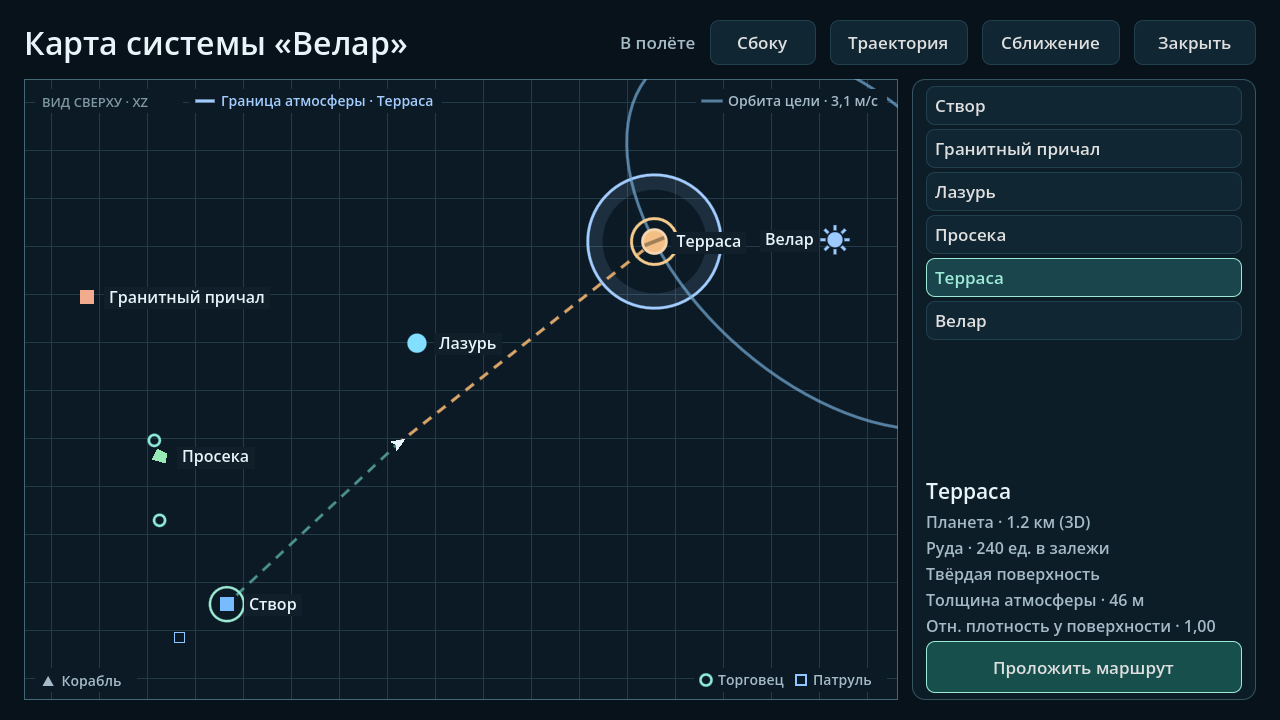 Карта системы «Велар»
В полёте
Сбоку
Траектория
Сближение
Закрыть
ВИД СВЕРХУ · XZ
Граница атмосферы · Терраса
Орбита цели · 3,1 м/с
Терраса
Велар
Гранитный причал
Лазурь
Просека
Створ
Корабль
Торговец
Патруль
Створ
Гранитный причал
Лазурь
Просека
Терраса
Велар
Терраса
Планета · 1.2 км (3D)
Руда · 240 ед. в залежи
Твёрдая поверхность
Толщина атмосферы · 46 м
Отн. плотность у поверхности · 1,00
Проложить маршрут